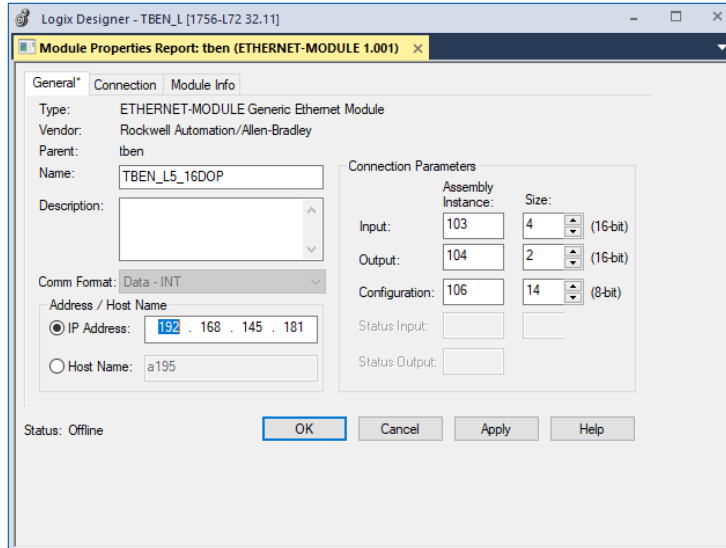 Logix Designer - TBEN_L [1756-L72 32.11]
Module Properties Report: tben (ETHERNET-MODULE 1.001)
General* Connection Module Info
Type: ETHERNET-MODULE Generic Ethernet Module
Vendor: Rockwell Automation/Allen-Bradley
Parent: tben
Name: TBEN_L5_16DOP
Description:
Comm Format: Data - INT
Address / Host Name
IP Address: 192 . 168 . 145 . 181
Host Name: a195
Connection Parameters
Assembly Instance: Size:
Input: 103 4 (16-bit)
Output: 104 2 (16-bit)
Configuration: 106 14 (8-bit)
Status Input:
Status Output:
Status: Offline
OK Cancel Apply Help